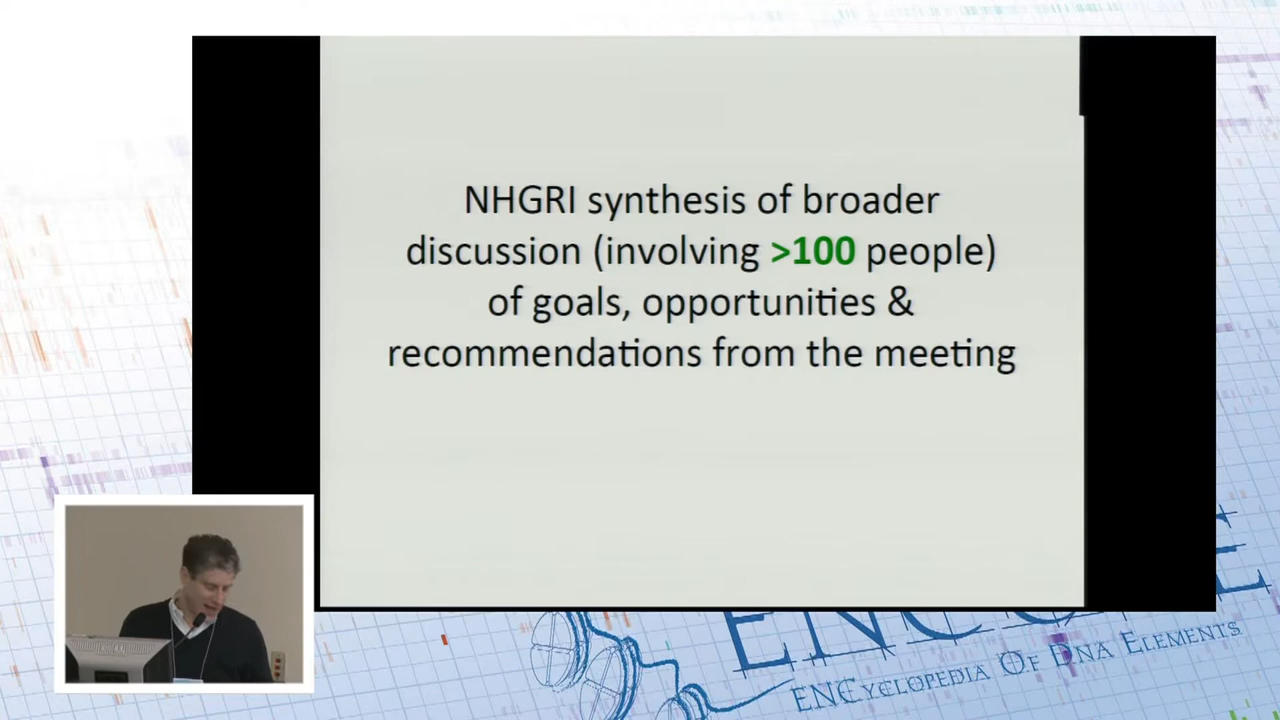 NHGRI synthesis of broader
discussion (involving >100 people)
of goals, opportunities &
recommendations from the meeting
ENCODE
ENCYCLOPEDIA OF DNA ELEMENTS